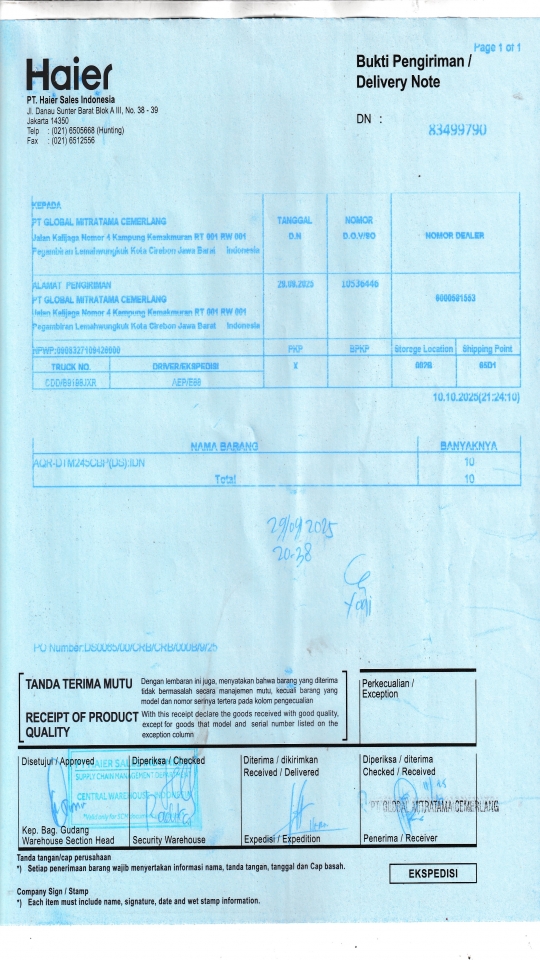 Page 1 of 1
Haier
Bukti Pengiriman /
Delivery Note
PT. Haier Sales Indonesia
Jl. Danau Sunter Barat Blok A III, No. 38 - 39
Jakarta 14350
Telp : (021) 6505668 (Hunting)
Fax : (021) 6512556
DN : 83499790
KEPADA
PT GLOBAL MITRATAMA CEMERLANG
Jalan Kalijaga Nomor 4 Kampung Kemakmuran RT 001 RW 001
Pegambiran Lemahwungkuk Kota Cirebon Jawa Barat Indonesia
TANGGAL D.N
NOMOR D.O./SO
NOMOR DEALER
ALAMAT PENGIRIMAN
PT GLOBAL MITRATAMA CEMERLANG
Jalan Kalijaga Nomor 4 Kampung Kemakmuran RT 001 RW 001
Pegambiran Lemahwungkuk Kota Cirebon Jawa Barat Indonesia
29.09.2025
10536446
PKP BPKP Storage Location Shipping Point
TRUCK NO. DRIVER/EKSPEDISI X
10.10.2025(21:24:10)
NAMA BARANG BANYAKNYA
AQR-DTM245CBP(DS):IDN 10
Total 10
29/09 2025
20.38
Yogi
TANDA TERIMA MUTU
Dengan lembaran ini juga, menyatakan bahwa barang yang diterima
tidak bermasalah secara manajemen mutu, kecuali barang yang
model dan nomor serinya tertera pada kolom pengecualian
RECEIPT OF PRODUCT
QUALITY
With this receipt declare the goods received with good quality,
except for goods that model and serial number listed on the
exception column
Perkecualian /
Exception
Disetujui / Approved
Diperiksa / Checked
Diterima / dikirimkan
Received / Delivered
Diperiksa / diterima
Checked / Received
SUPPLY CHAIN MANAGEMENT DEPARTMENT
PT GLOBAL MITRATAMA CEMERLANG
Kep. Bag. Gudang
Warehouse Section Head
Security Warehouse
Expedisi / Expedition
Penerima / Receiver
Tanda tangan/cap perusahaan
*) Setiap penerimaan barang wajib menyertakan informasi nama, tanda tangan, tanggal dan Cap basah.
EKSPEDISI
Company Sign / Stamp
*) Each item must include name, signature, date and wet stamp information.